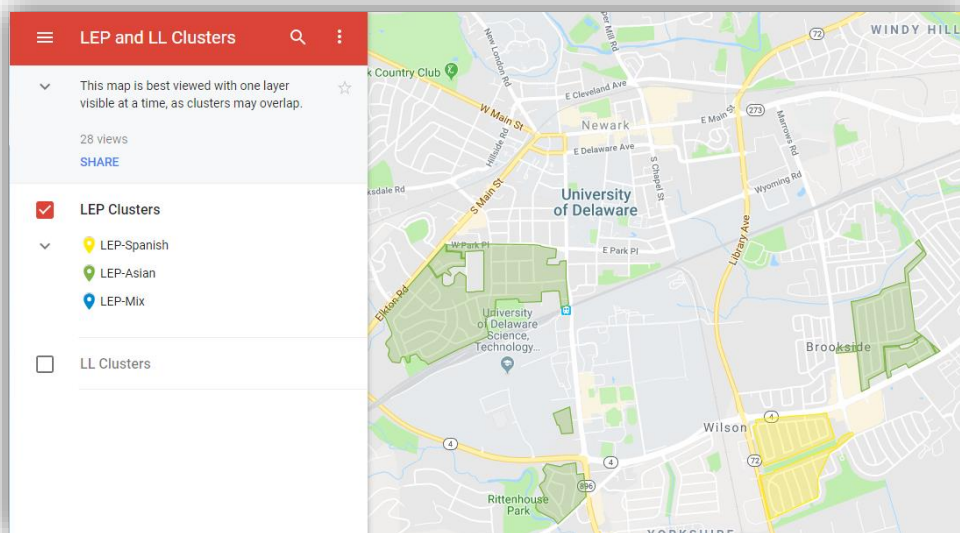 LEP and LL Clusters
This map is best viewed with one layer
visible at a time, as clusters may overlap.
28 views
SHARE
LEP Clusters
LEP-Spanish
LEP-Asian
LEP-Mix
LL Clusters
72
WINDY HILL
New London Rd
Country Club
E Cleveland Ave
W Main St
Newark
E Main St
273
Hillside Rd
E Delaware Ave
Marrows Rd
S Chapel St
Wyoming Rd
S Main St
University
of Delaware
W Park Pl
E Park Pl
Library Ave
Elkton Rd
University
of Delaware
Science,
Technology...
Brookside
4
Wilson
4
4
72
896
Rittenhouse
Park